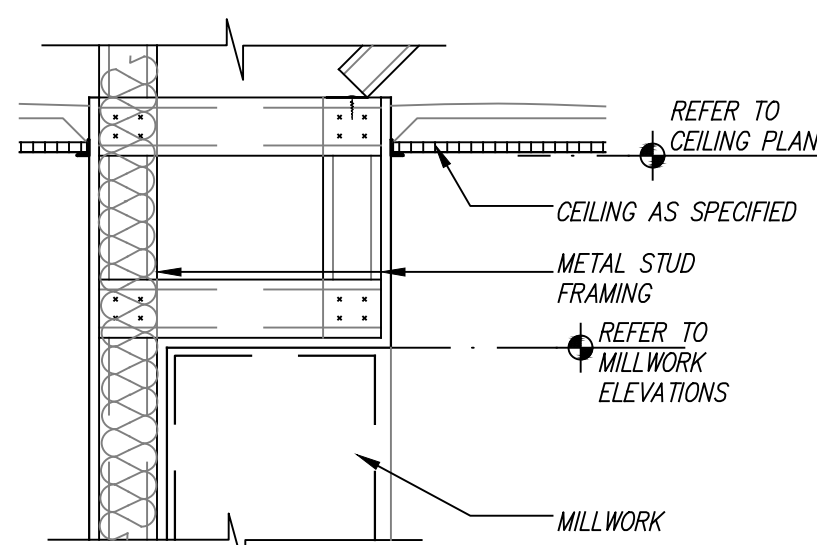 REFER TO
CEILING PLAN
CEILING AS SPECIFIED
METAL STUD
FRAMING
REFER TO
MILLWORK
ELEVATIONS
MILLWORK